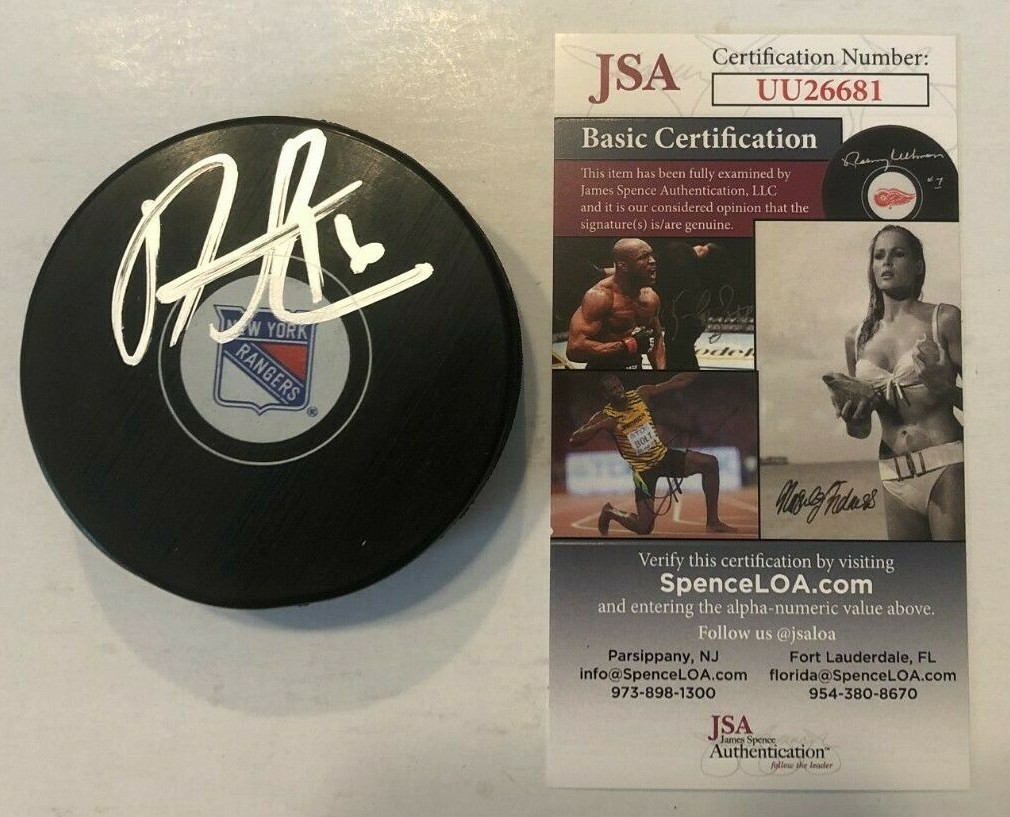 NEW YORK
RANGERS
®
JSA
Certification Number:
UU26681
Basic Certification
This item has been fully examined by
James Spence Authentication, LLC
and it is our considered opinion that the
signature(s) is/are genuine.
BOLT
Verify this certification by visiting
SpenceLOA.com
and entering the alpha-numeric value above.
Follow us @jsaloa
Parsippany, NJ
info@SpenceLOA.com
973-898-1300
Fort Lauderdale, FL
florida@SpenceLOA.com
954-380-8670
JSA
James Spence
Authentication™
follow the leader